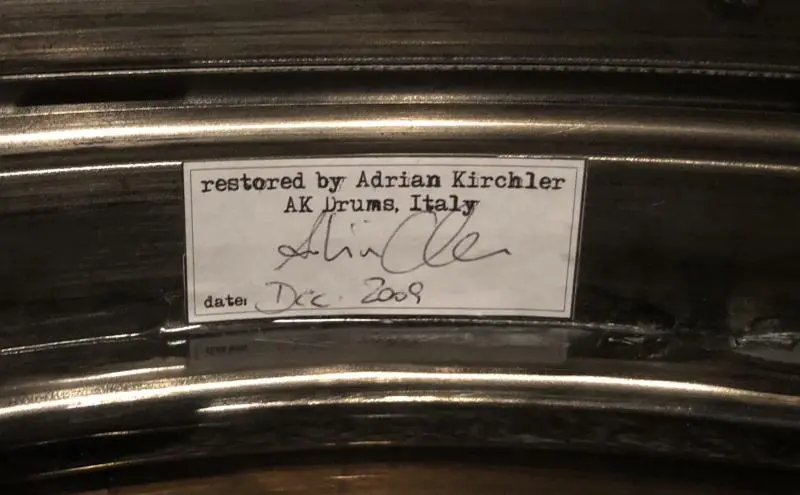 restored by Adrian Kirchler
AK Drums, Italy
date: Dec. 2009